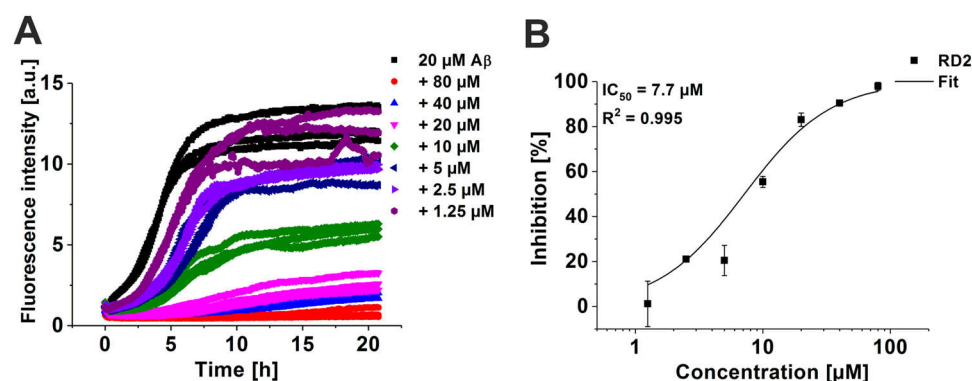 A
Fluorescence intensity [a.u.]
15
10
5
0
0
5
10
15
20
Time [h]
20 µM Aβ
+ 80 µM
+ 40 µM
+ 20 µM
+ 10 µM
+ 5 µM
+ 2.5 µM
+ 1.25 µM
B
Inhibition [%]
100
80
60
40
20
0
1
10
100
Concentration [µM]
IC50 = 7.7 µM
R2 = 0.995
RD2
Fit